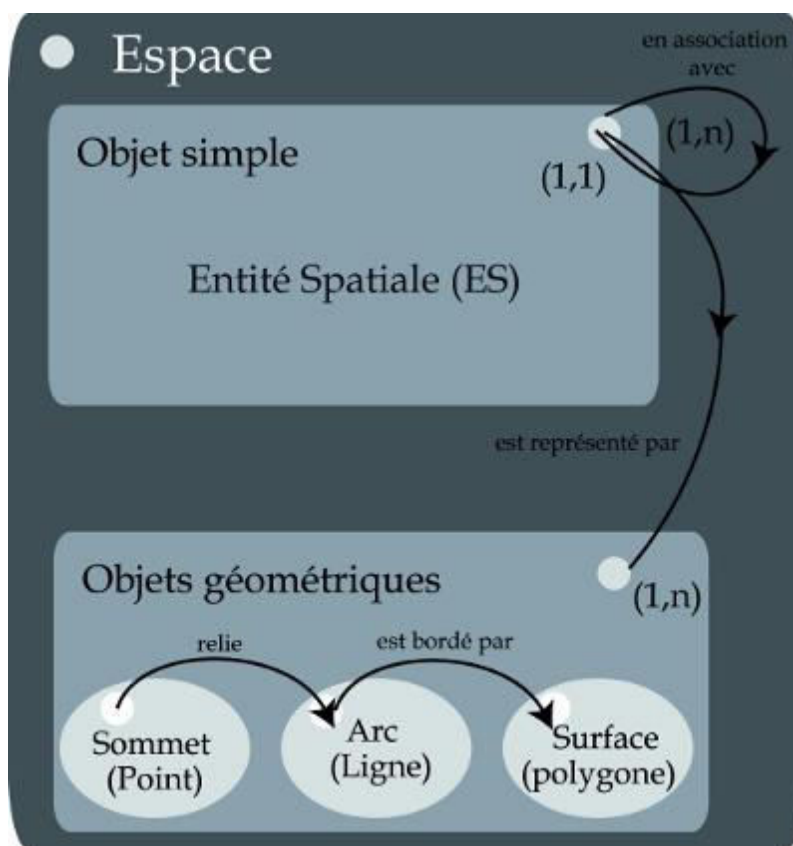 Espace
en association
avec
Objet simple
(1,n)
(1,1)
Entité Spatiale (ES)
est représenté par
Objets géométriques
(1,n)
relie
est bordé par
Sommet
(Point)
Arc
(Ligne)
Surface
(polygone)